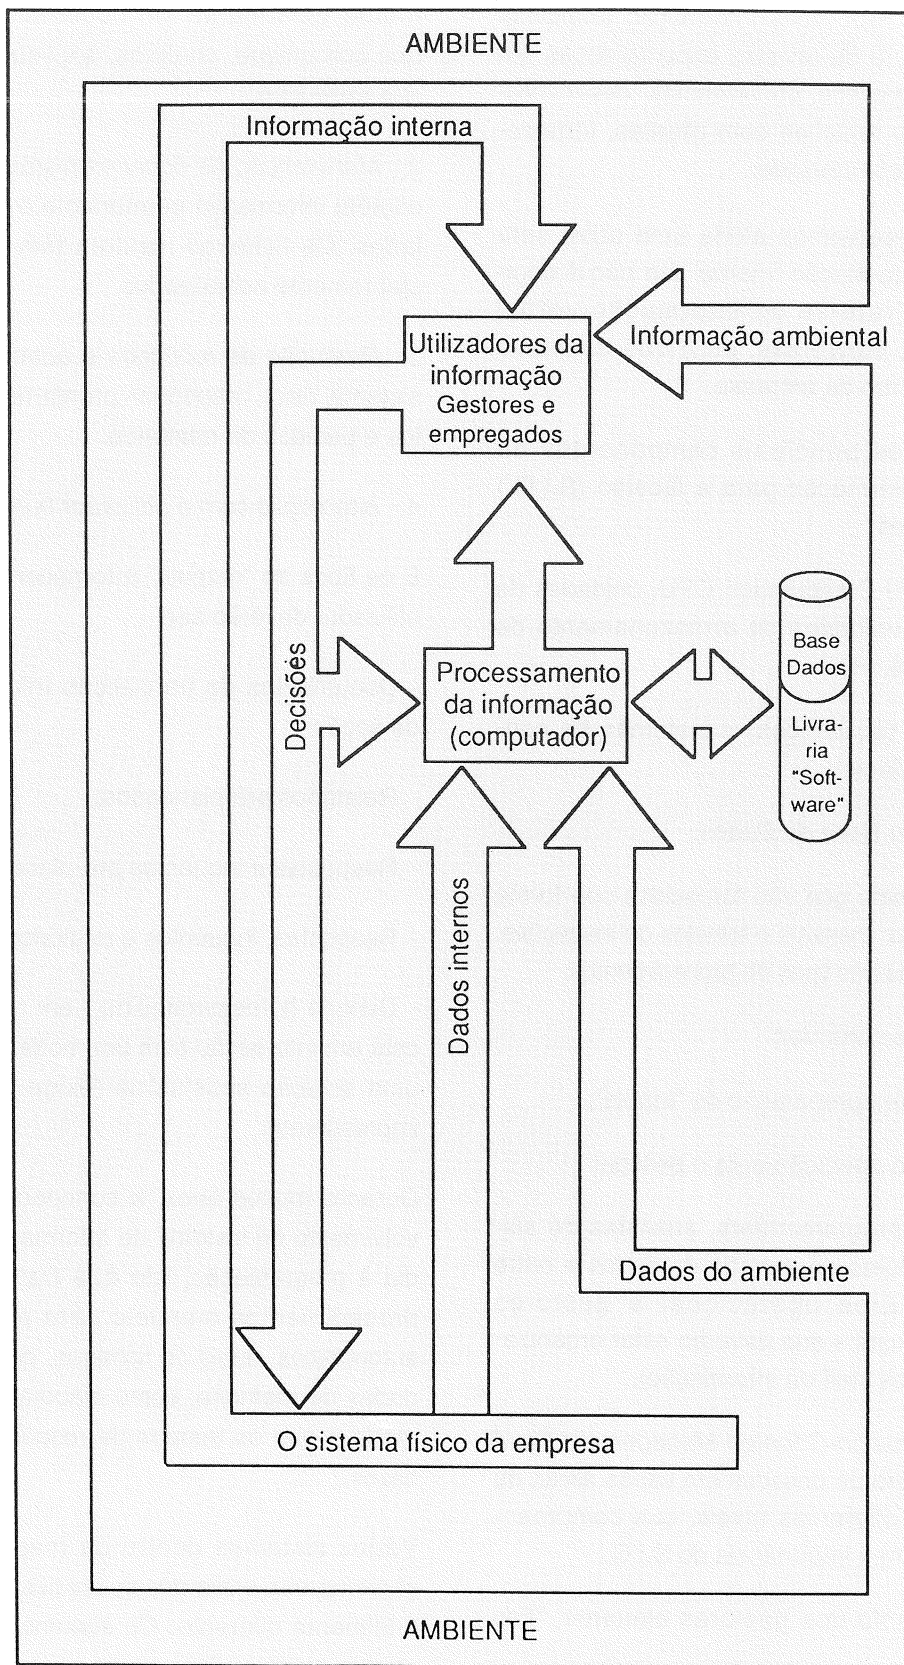 AMBIENTE
Informação interna
Utilizadores da
informação
Gestores e
empregados
Informação ambiental
Decisões
Processamento
da informação
(computador)
Base
Dados
Livra-
ria
"Soft-
ware"
Dados internos
Dados do ambiente
O sistema físico da empresa
AMBIENTE